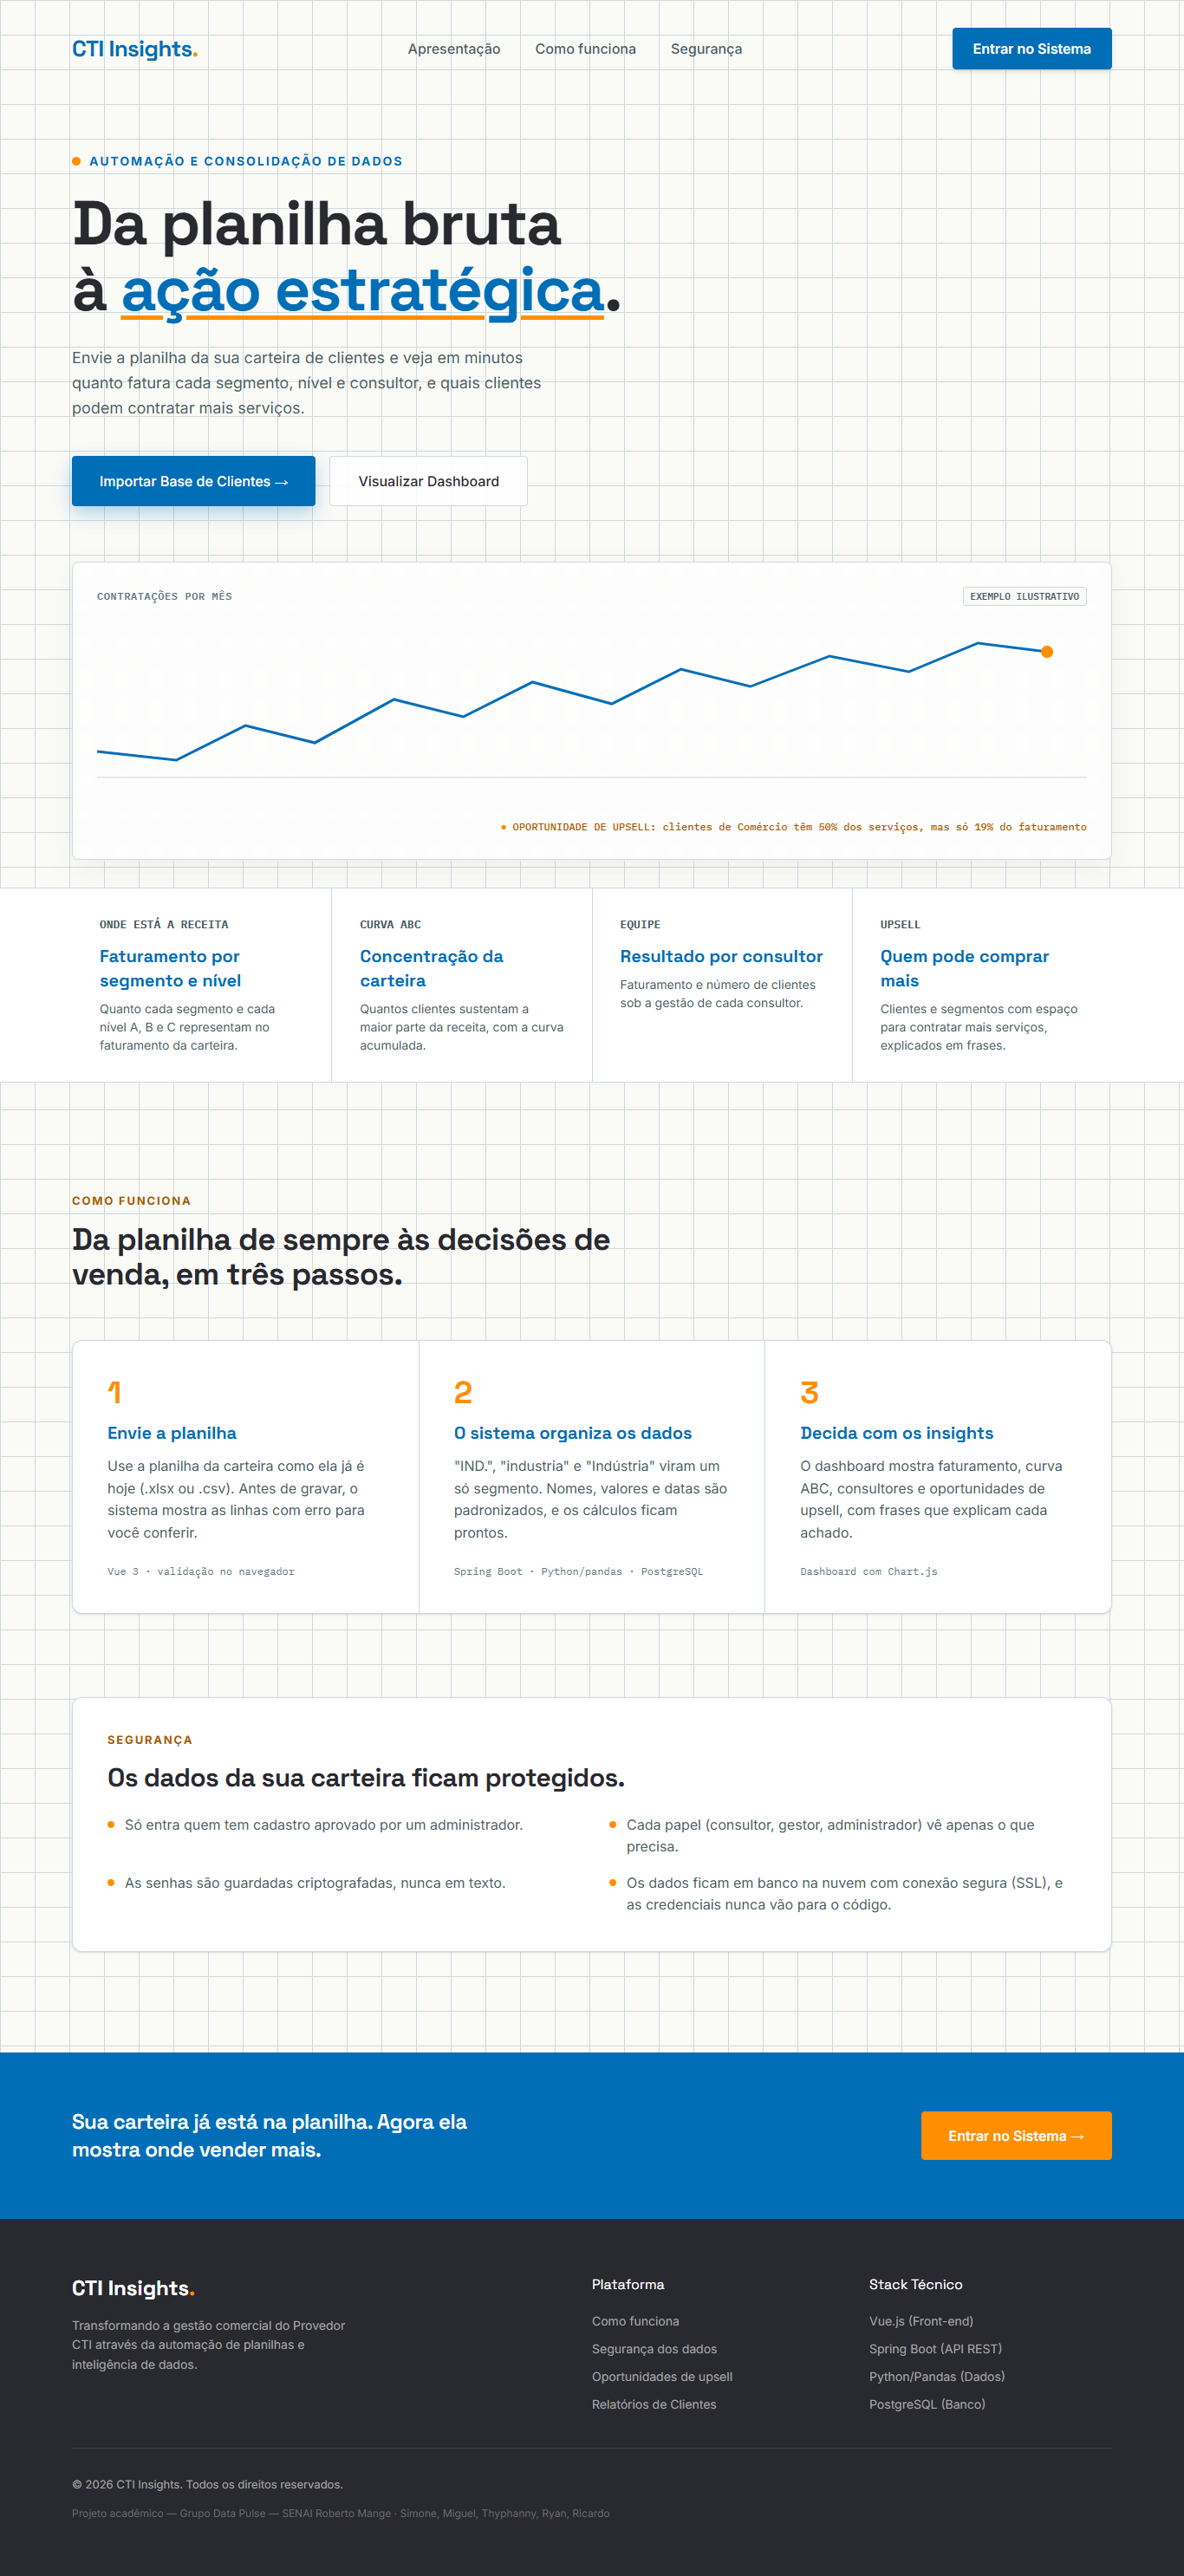 CTI Insights.
Apresentação
Como funciona
Segurança
Entrar no Sistema
AUTOMAÇÃO E CONSOLIDAÇÃO DE DADOS
Da planilha bruta
à ação estratégica.
Envie a planilha da sua carteira de clientes e veja em minutos
quanto fatura cada segmento, nível e consultor, e quais clientes
podem contratar mais serviços.
Importar Base de Clientes →
Visualizar Dashboard
CONTRATAÇÕES POR MÊS
EXEMPLO ILUSTRATIVO
● OPORTUNIDADE DE UPSELL: clientes de Comércio têm 50% dos serviços, mas só 19% do faturamento
ONDE ESTÁ A RECEITA
Faturamento por
segmento e nível
Quanto cada segmento e cada
nível A, B e C representam no
faturamento da carteira.
CURVA ABC
Concentração da
carteira
Quantos clientes sustentam a
maior parte da receita, com a curva
acumulada.
EQUIPE
Resultado por consultor
Faturamento e número de clientes
sob a gestão de cada consultor.
UPSELL
Quem pode comprar
mais
Clientes e segmentos com espaço
para contratar mais serviços,
explicados em frases.
COMO FUNCIONA
Da planilha de sempre às decisões de
venda, em três passos.
1
Envie a planilha
Use a planilha da carteira como ela já é
hoje (.xlsx ou .csv). Antes de gravar, o
sistema mostra as linhas com erro para
você conferir.
Vue 3 · validação no navegador
2
O sistema organiza os dados
"IND.", "industria" e "Indústria" viram um
só segmento. Nomes, valores e datas são
padronizados, e os cálculos ficam
prontos.
Spring Boot · Python/pandas · PostgreSQL
3
Decida com os insights
O dashboard mostra faturamento, curva
ABC, consultores e oportunidades de
upsell, com frases que explicam cada
achado.
Dashboard com Chart.js
SEGURANÇA
Os dados da sua carteira ficam protegidos.
Só entra quem tem cadastro aprovado por um administrador.
Cada papel (consultor, gestor, administrador) vê apenas o que
precisa.
As senhas são guardadas criptografadas, nunca em texto.
Os dados ficam em banco na nuvem com conexão segura (SSL), e
as credenciais nunca vão para o código.
Sua carteira já está na planilha. Agora ela
mostra onde vender mais.
Entrar no Sistema →
CTI Insights.
Transformando a gestão comercial do Provedor
CTI através da automação de planilhas e
inteligência de dados.
Plataforma
Como funciona
Segurança dos dados
Oportunidades de upsell
Relatórios de Clientes
Stack Técnico
Vue.js (Front-end)
Spring Boot (API REST)
Python/Pandas (Dados)
PostgreSQL (Banco)
© 2026 CTI Insights. Todos os direitos reservados.
Projeto acadêmico — Grupo Data Pulse — SENAI Roberto Mange · Simone, Miguel, Thyphanny, Ryan, Ricardo